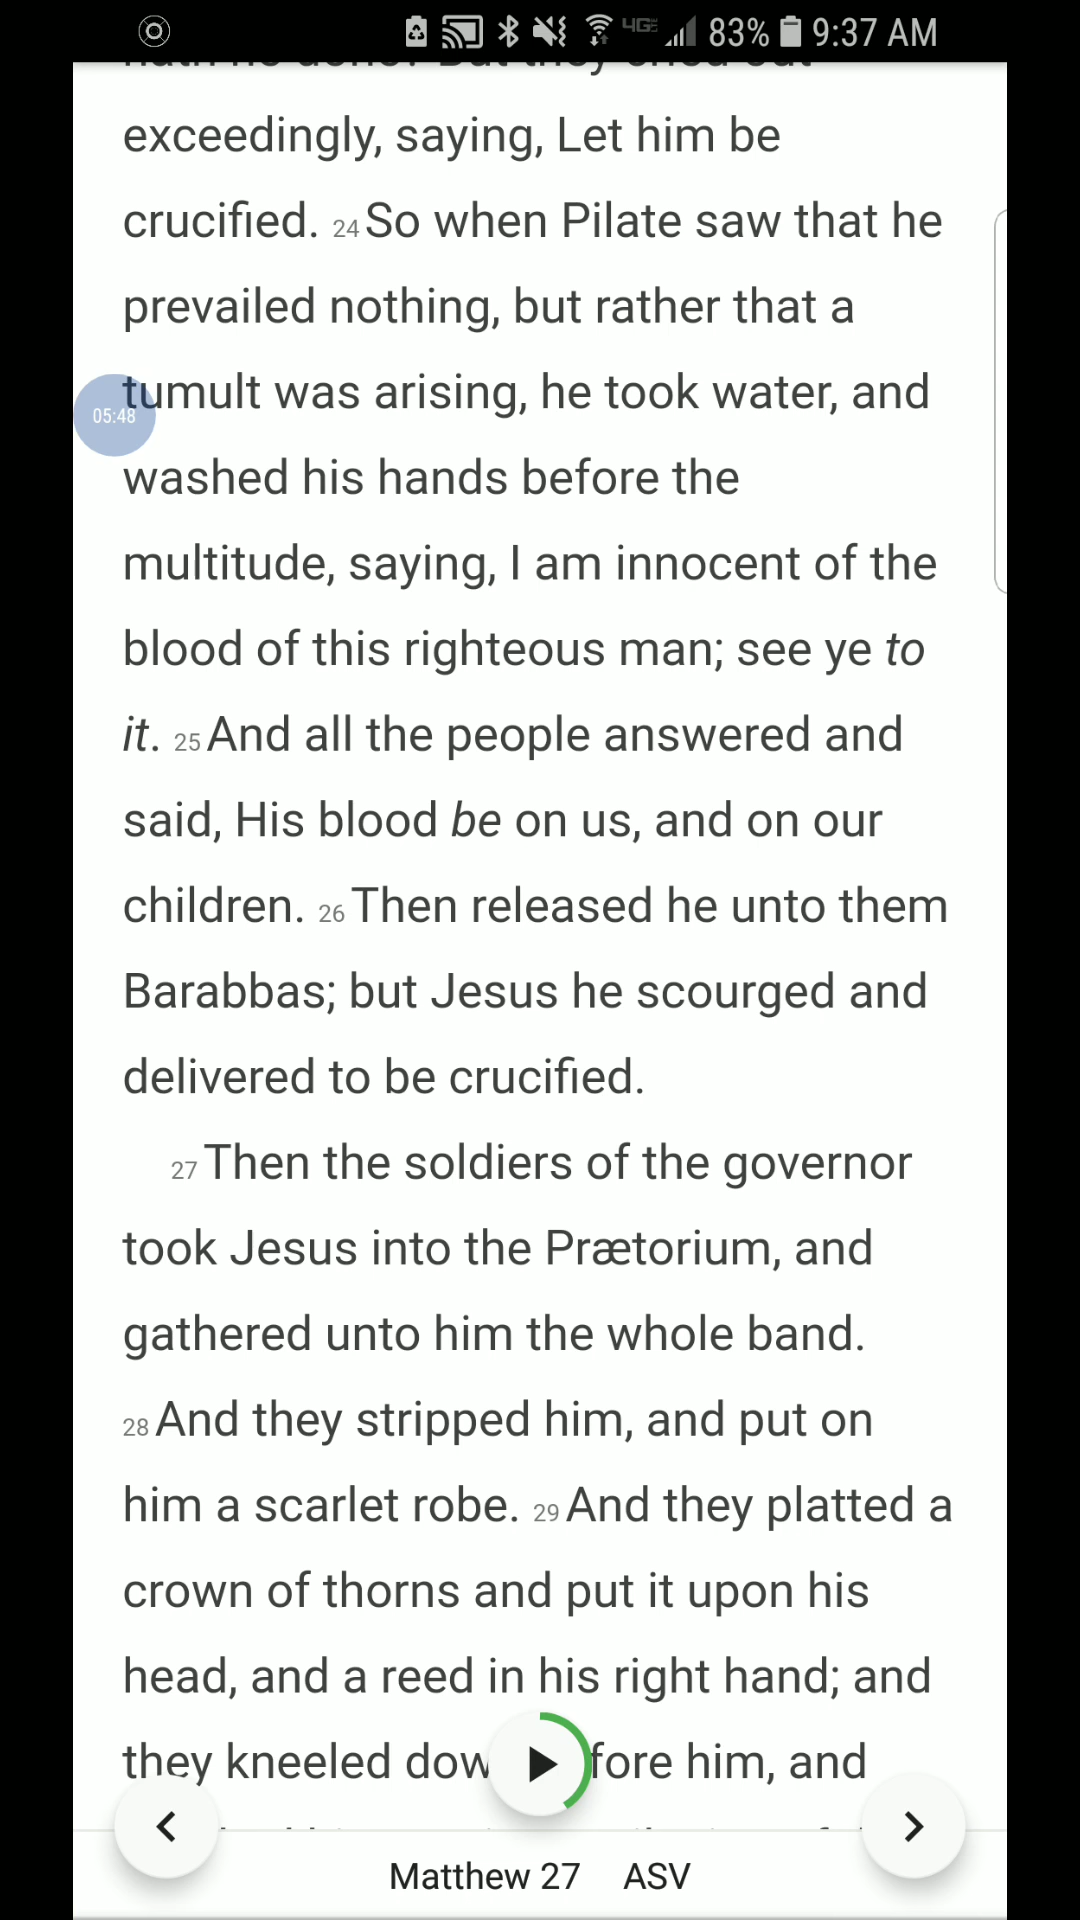 4G 83% 9:37 AM
exceedingly, saying, Let him be
crucified. 24 So when Pilate saw that he
prevailed nothing, but rather that a
tumult was arising, he took water, and
05:48
washed his hands before the
multitude, saying, I am innocent of the
blood of this righteous man; see ye to
it. 25 And all the people answered and
said, His blood be on us, and on our
children. 26 Then released he unto them
Barabbas; but Jesus he scourged and
delivered to be crucified.
27 Then the soldiers of the governor
took Jesus into the Prætorium, and
gathered unto him the whole band.
28 And they stripped him, and put on
him a scarlet robe. 29 And they platted a
crown of thorns and put it upon his
head, and a reed in his right hand; and
they kneeled dow fore him, and
Matthew 27 ASV